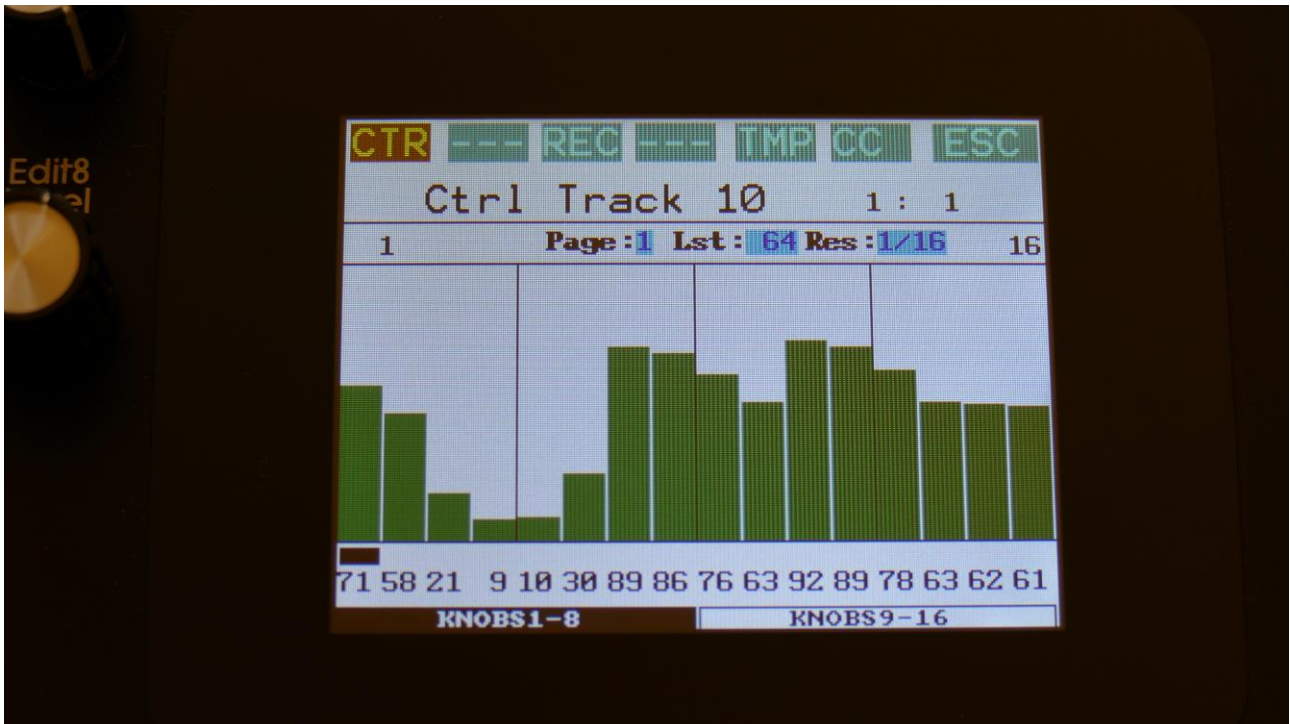 CTR --- REC --- TMP CC ESC
Edit8
el
Ctrl Track 10 1 : 1
1 Page:1 Lst: 64 Res:1/16 16
71 58 21 9 10 30 89 86 76 63 92 89 78 63 62 61
KNOBS1-8 KNOBS9-16